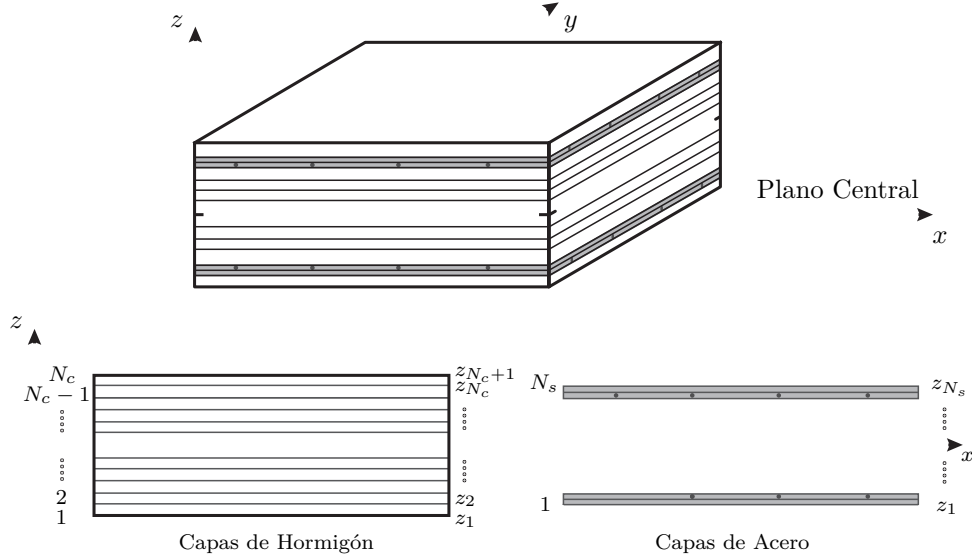 z
y
Plano Central
x
z
N_c
N_c − 1
2
1
z_{N_c+1}
z_{N_c}
z_2
z_1
Capas de Hormigón
N_s
1
z_{N_s}
x
z_1
Capas de Acero